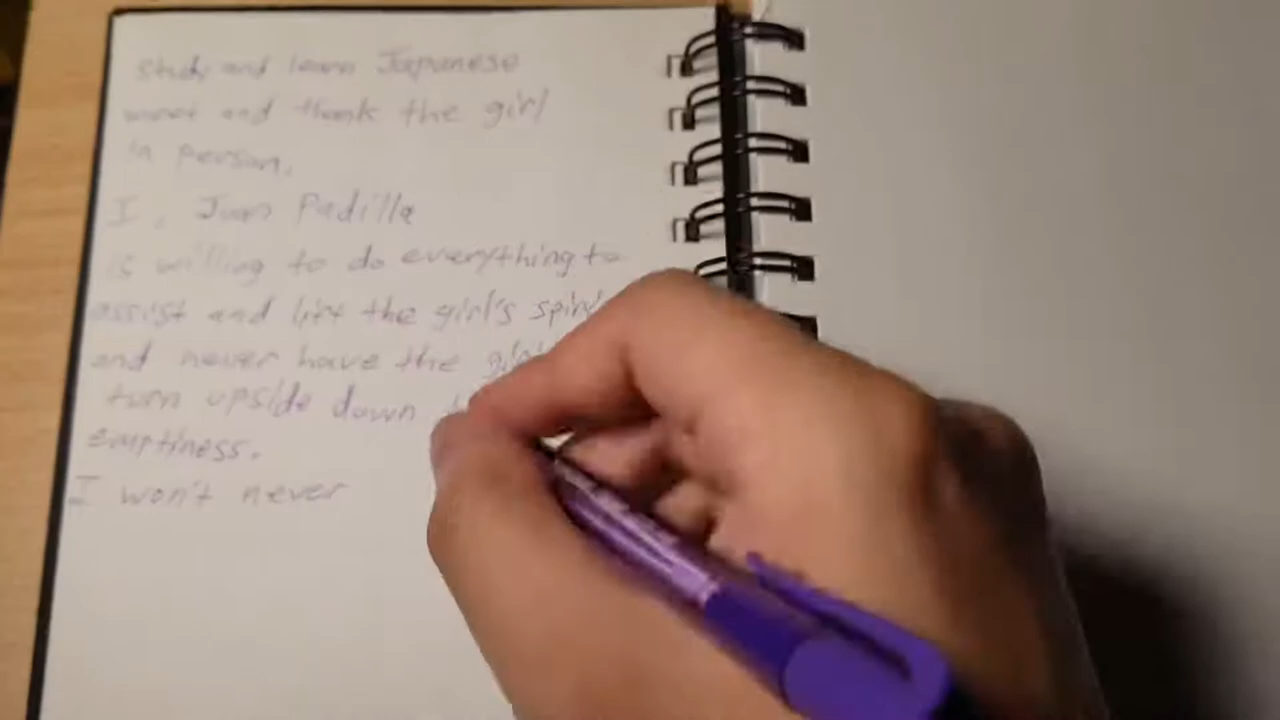 Study and learn Japanese
meet and thank the girl
in person.
I, Juan Padilla
is willing to do everything to
assist and lift the girl's
and never have the
turn upside down
emptiness.
I won't never